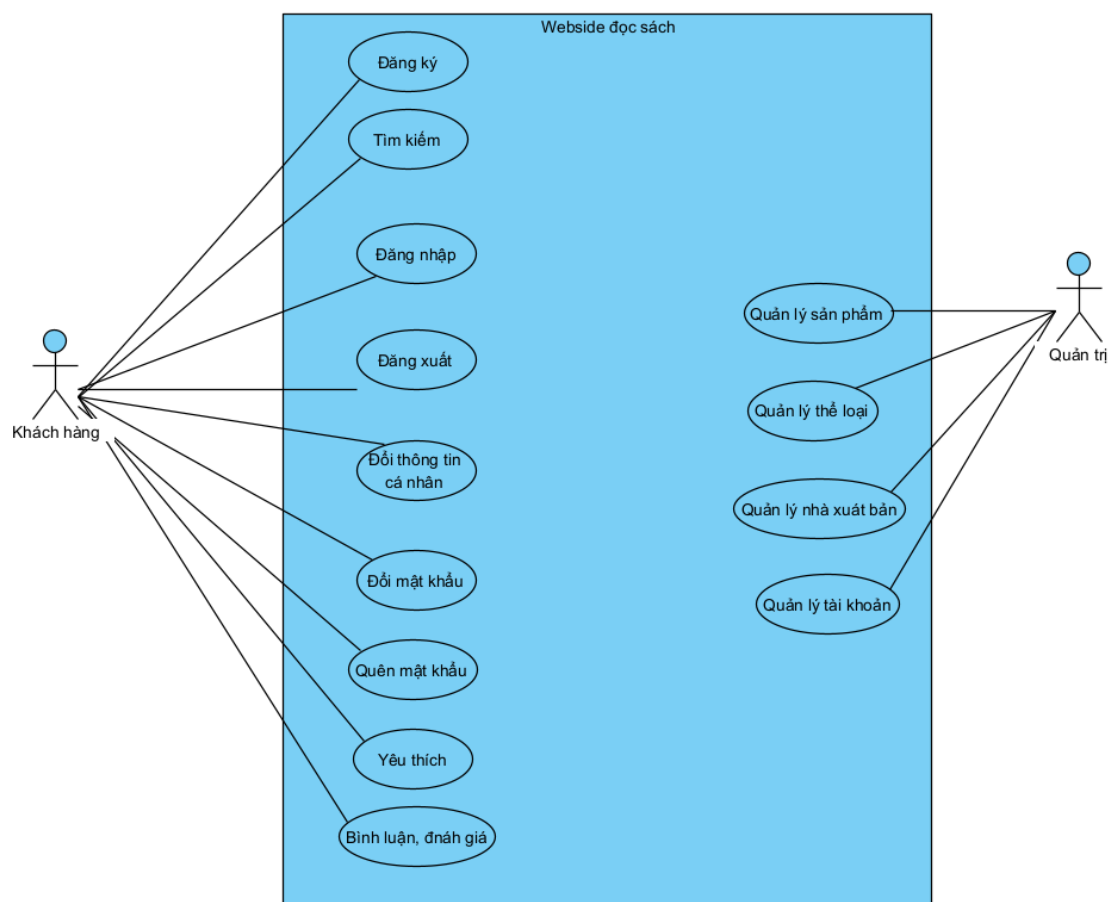 Webside đọc sách
Đăng ký
Tìm kiếm
Đăng nhập
Đăng xuất
Đổi thông tin
cá nhân
Đổi mật khẩu
Quên mật khẩu
Yêu thích
Bình luận, đnáh giá
Khách hàng
Quản lý sản phẩm
Quản lý thể loại
Quản lý nhà xuát bản
Quản lý tài khoản
Quản trị